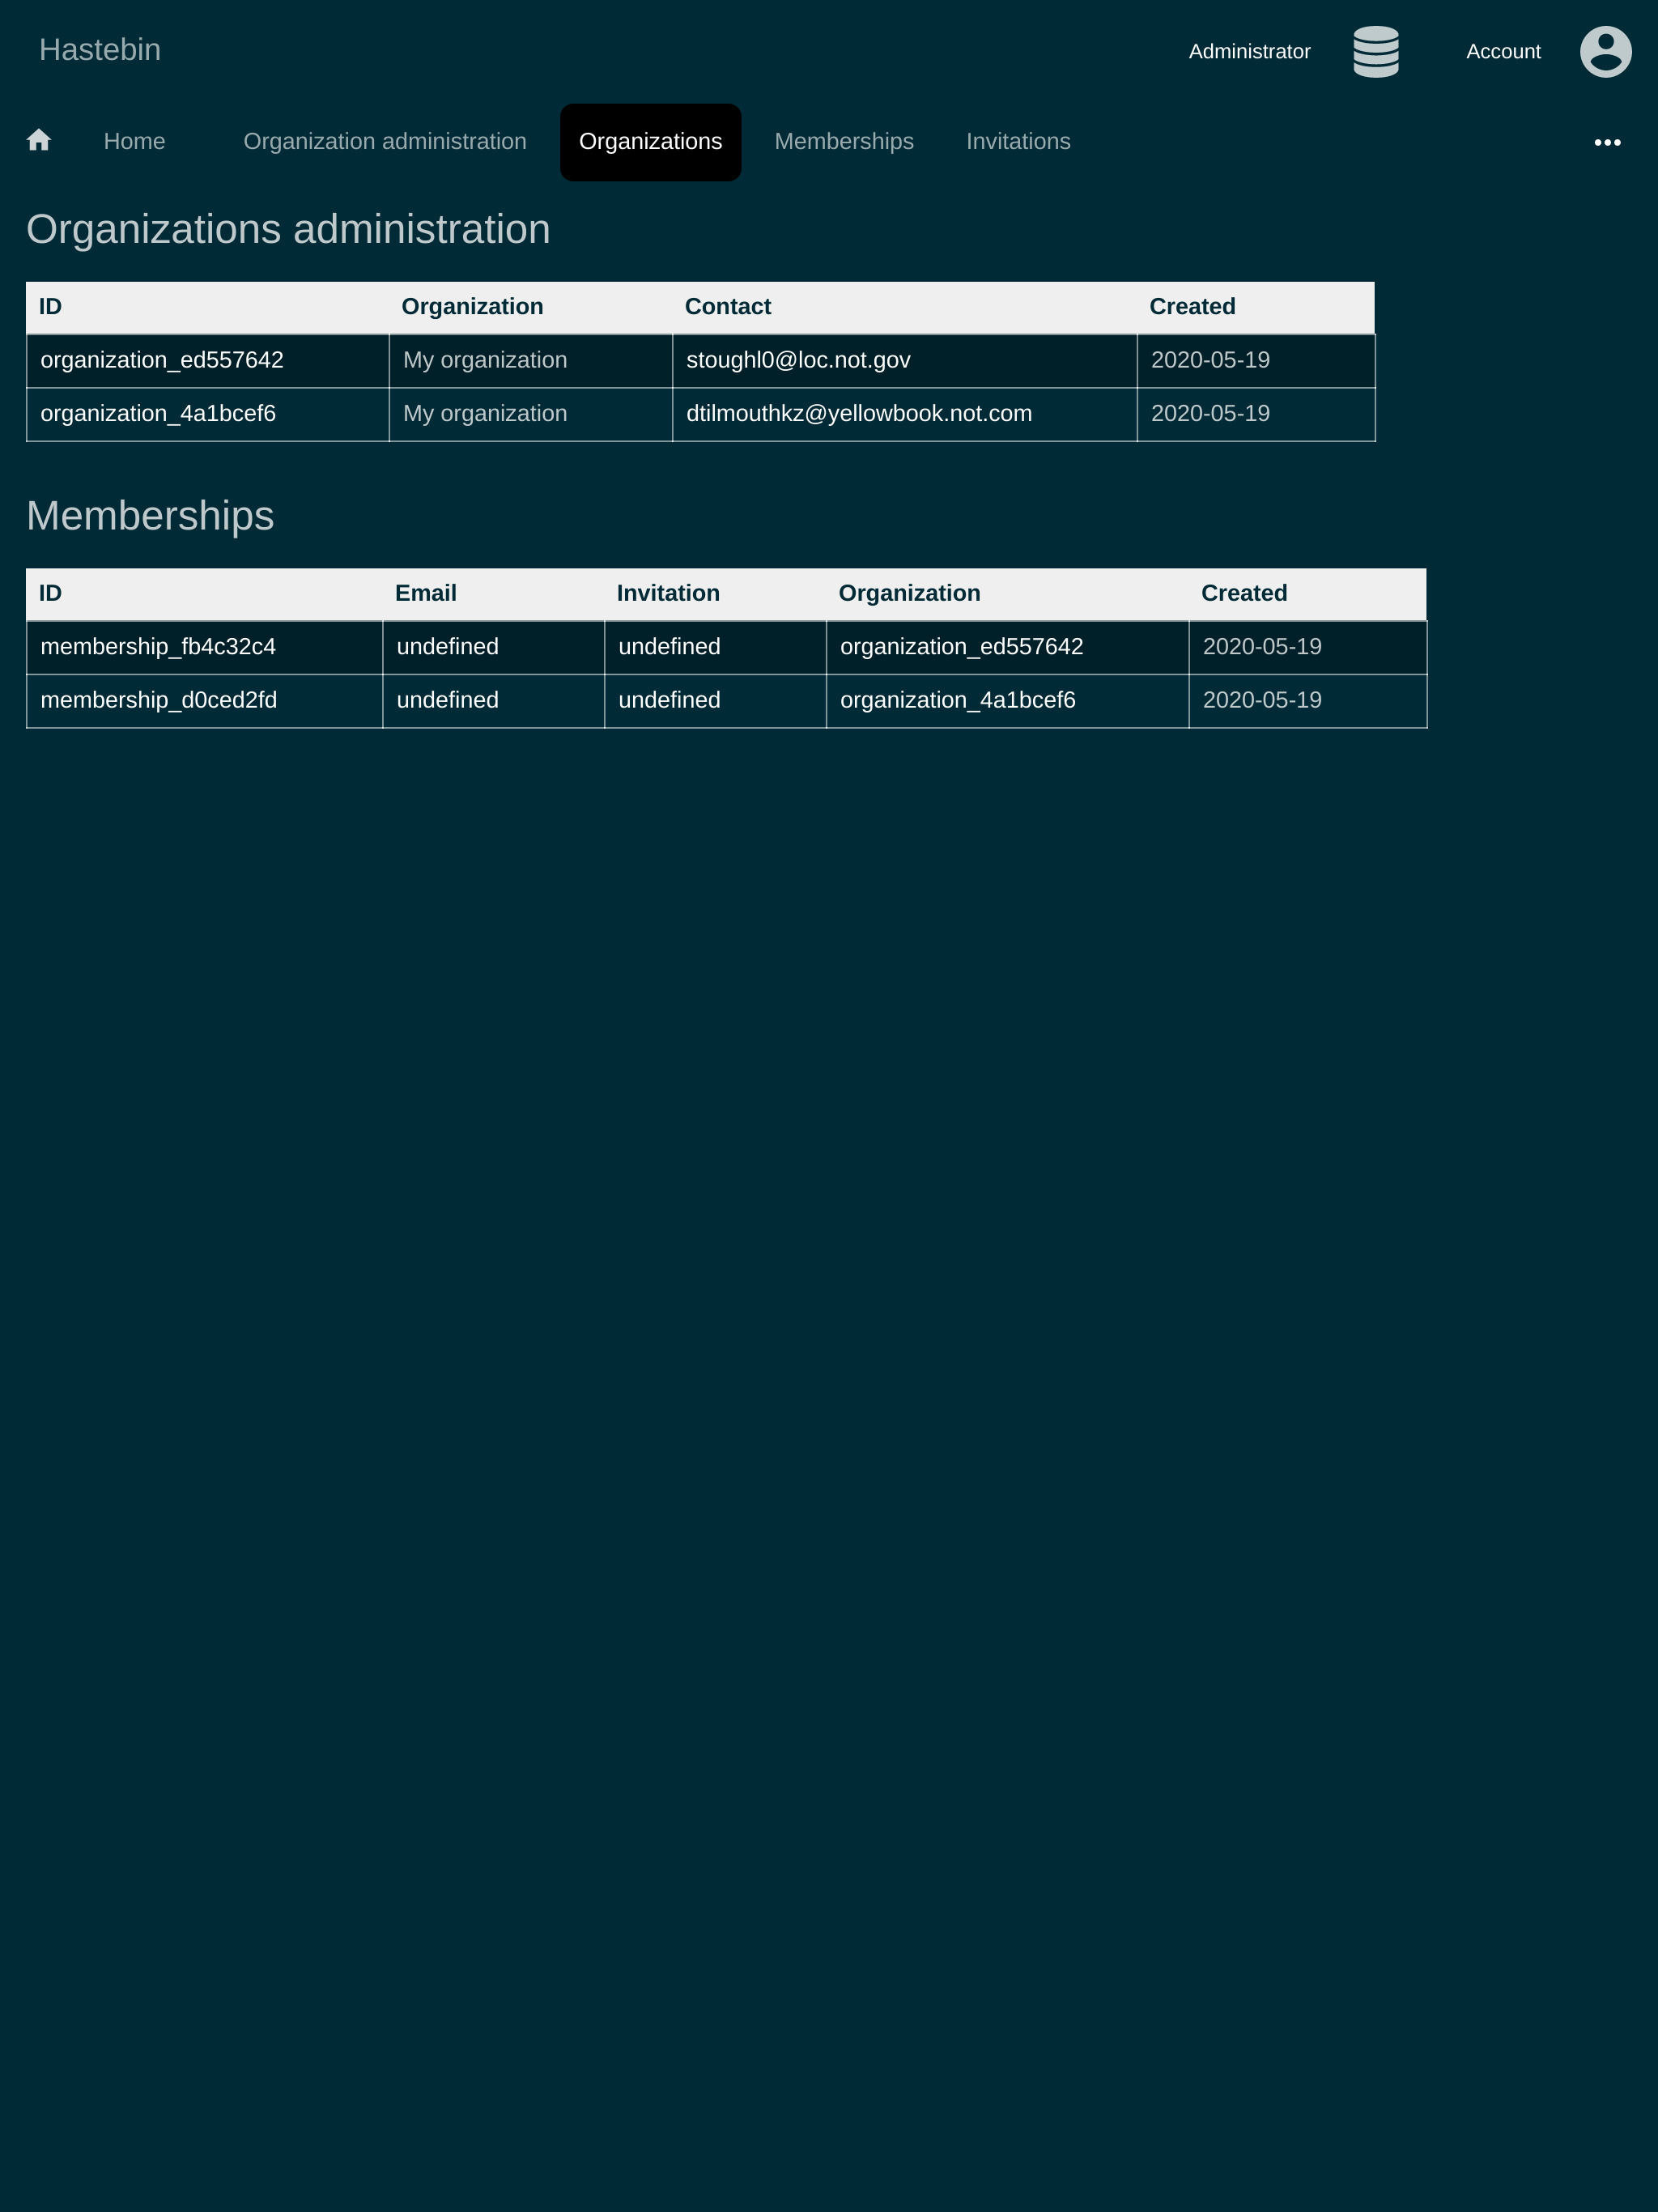 Hastebin Administrator Account
Home Organization administration Organizations Memberships Invitations
Organizations administration
ID Organization Contact Created
organization_ed557642 My organization stoughl0@loc.not.gov 2020-05-19
organization_4a1bcef6 My organization dtilmouthkz@yellowbook.not.com 2020-05-19
Memberships
ID Email Invitation Organization Created
membership_fb4c32c4 undefined undefined organization_ed557642 2020-05-19
membership_d0ced2fd undefined undefined organization_4a1bcef6 2020-05-19